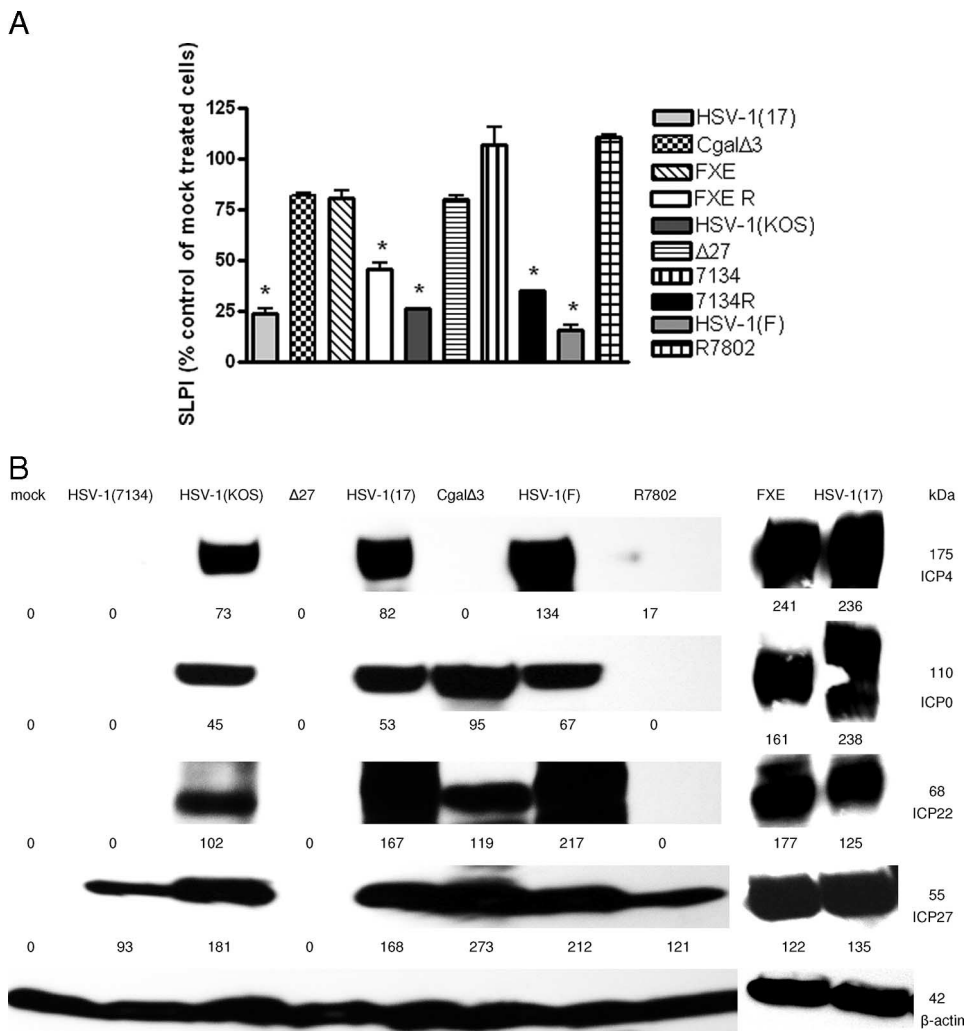 A
SLPI (% control of mock treated cells)
125
100
75
50
25
0
*
*
*
*
*
HSV-1(17)
CgalΔ3
FXE
FXE R
HSV-1(KOS)
Δ27
7134
7134R
HSV-1(F)
R7802
B
mock HSV-1(7134) HSV-1(KOS) Δ27 HSV-1(17) CgalΔ3 HSV-1(F) R7802 FXE HSV-1(17) kDa
175
ICP4
0 0 73 0 82 0 134 17 241 236
110
ICP0
0 0 45 0 53 95 67 0 161 238
68
ICP22
0 0 102 0 167 119 217 0 177 125
55
ICP27
0 93 181 0 168 273 212 121 122 135
42
β-actin